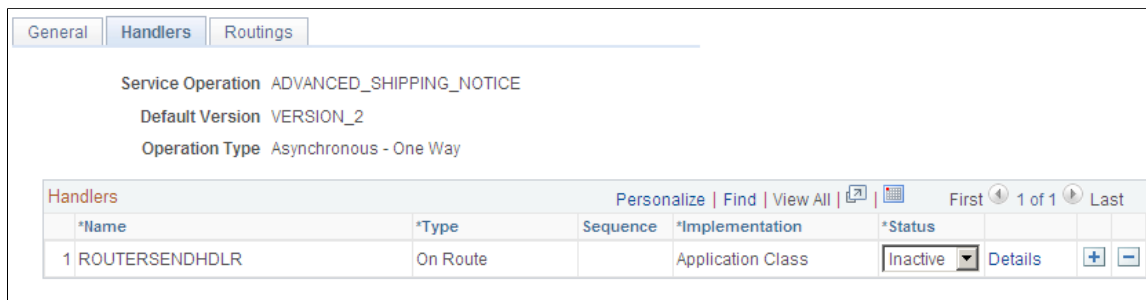 General Handlers Routings
Service Operation ADVANCED_SHIPPING_NOTICE
Default Version VERSION_2
Operation Type Asynchronous - One Way
Handlers Personalize | Find | View All | | First 1 of 1 Last
*Name *Type Sequence *Implementation *Status
1 ROUTERSENDHDLR On Route Application Class Inactive Details + -